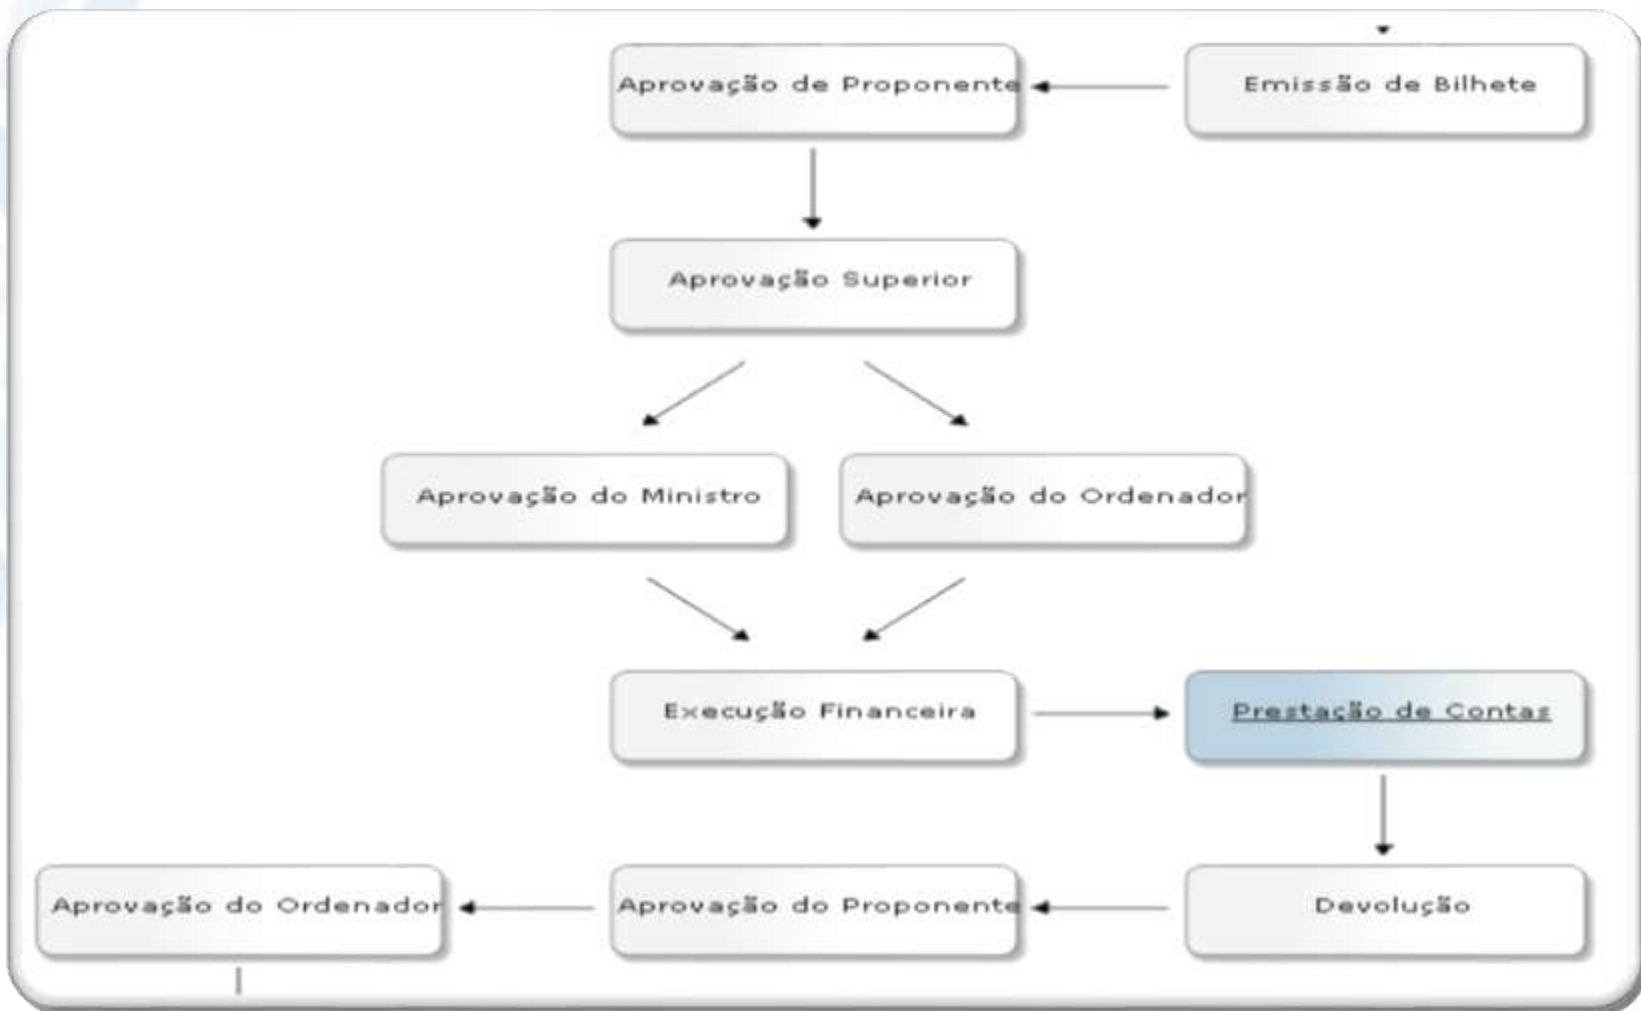 Aprovação de Proponente
Emissão de Bilhete
Aprovação Superior
Aprovação do Ministro
Aprovação do Ordenador
Execução Financeira
Prestação de Contas
Aprovação do Ordenador
Aprovação do Proponente
Devolução